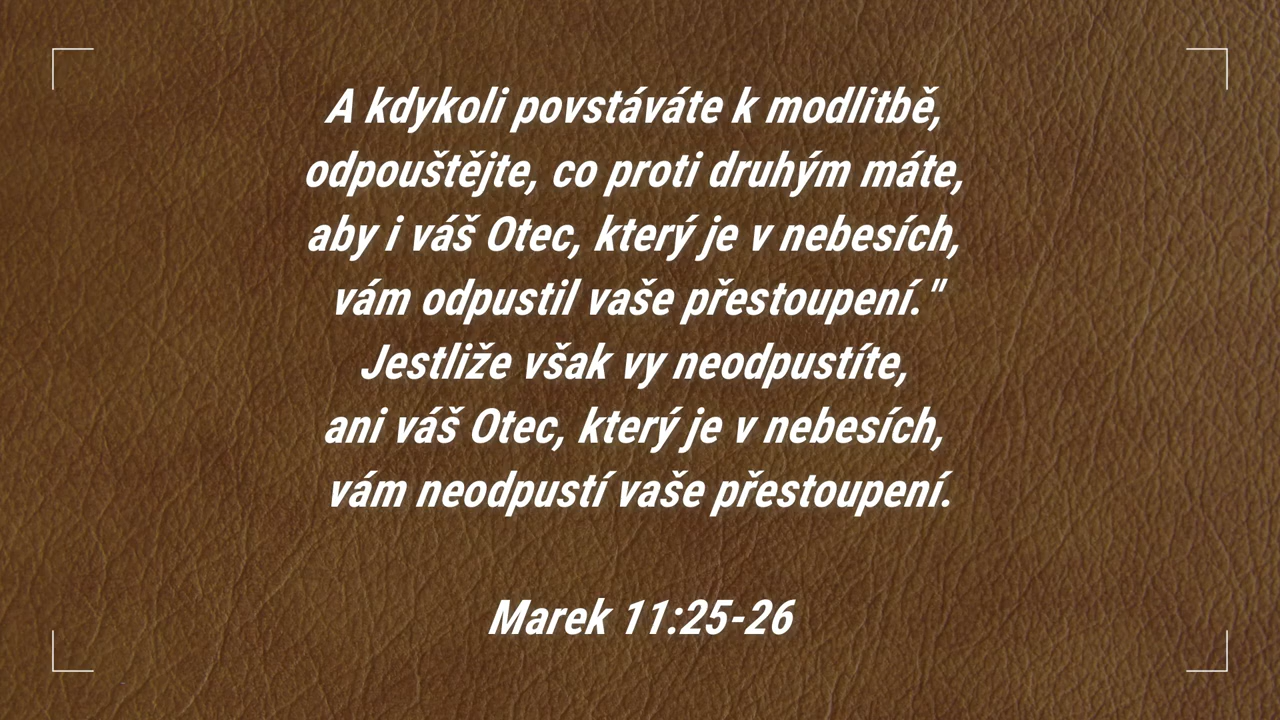 A kdykoli povstáváte k modlitbě,
odpouštějte, co proti druhým máte,
aby i váš Otec, který je v nebesích,
vám odpustil vaše přestoupení."
Jestliže však vy neodpustíte,
ani váš Otec, který je v nebesích,
vám neodpustí vaše přestoupení.
Marek 11:25-26